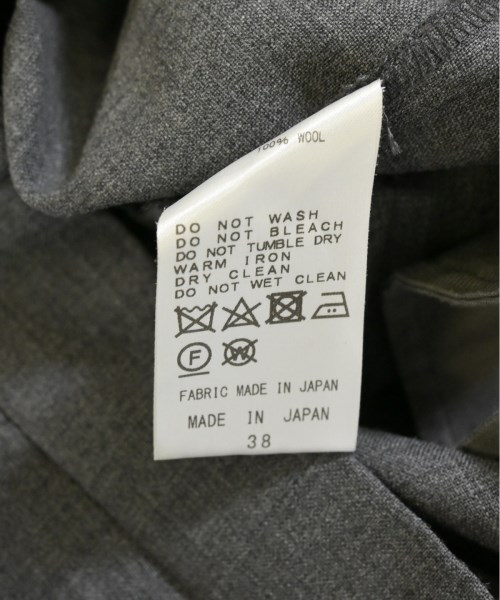 100% WOOL
DO NOT WASH
DO NOT BLEACH
DO NOT TUMBLE DRY
WARM IRON
DRY CLEAN
DO NOT WET CLEAN
F W
FABRIC MADE IN JAPAN
MADE IN JAPAN
38